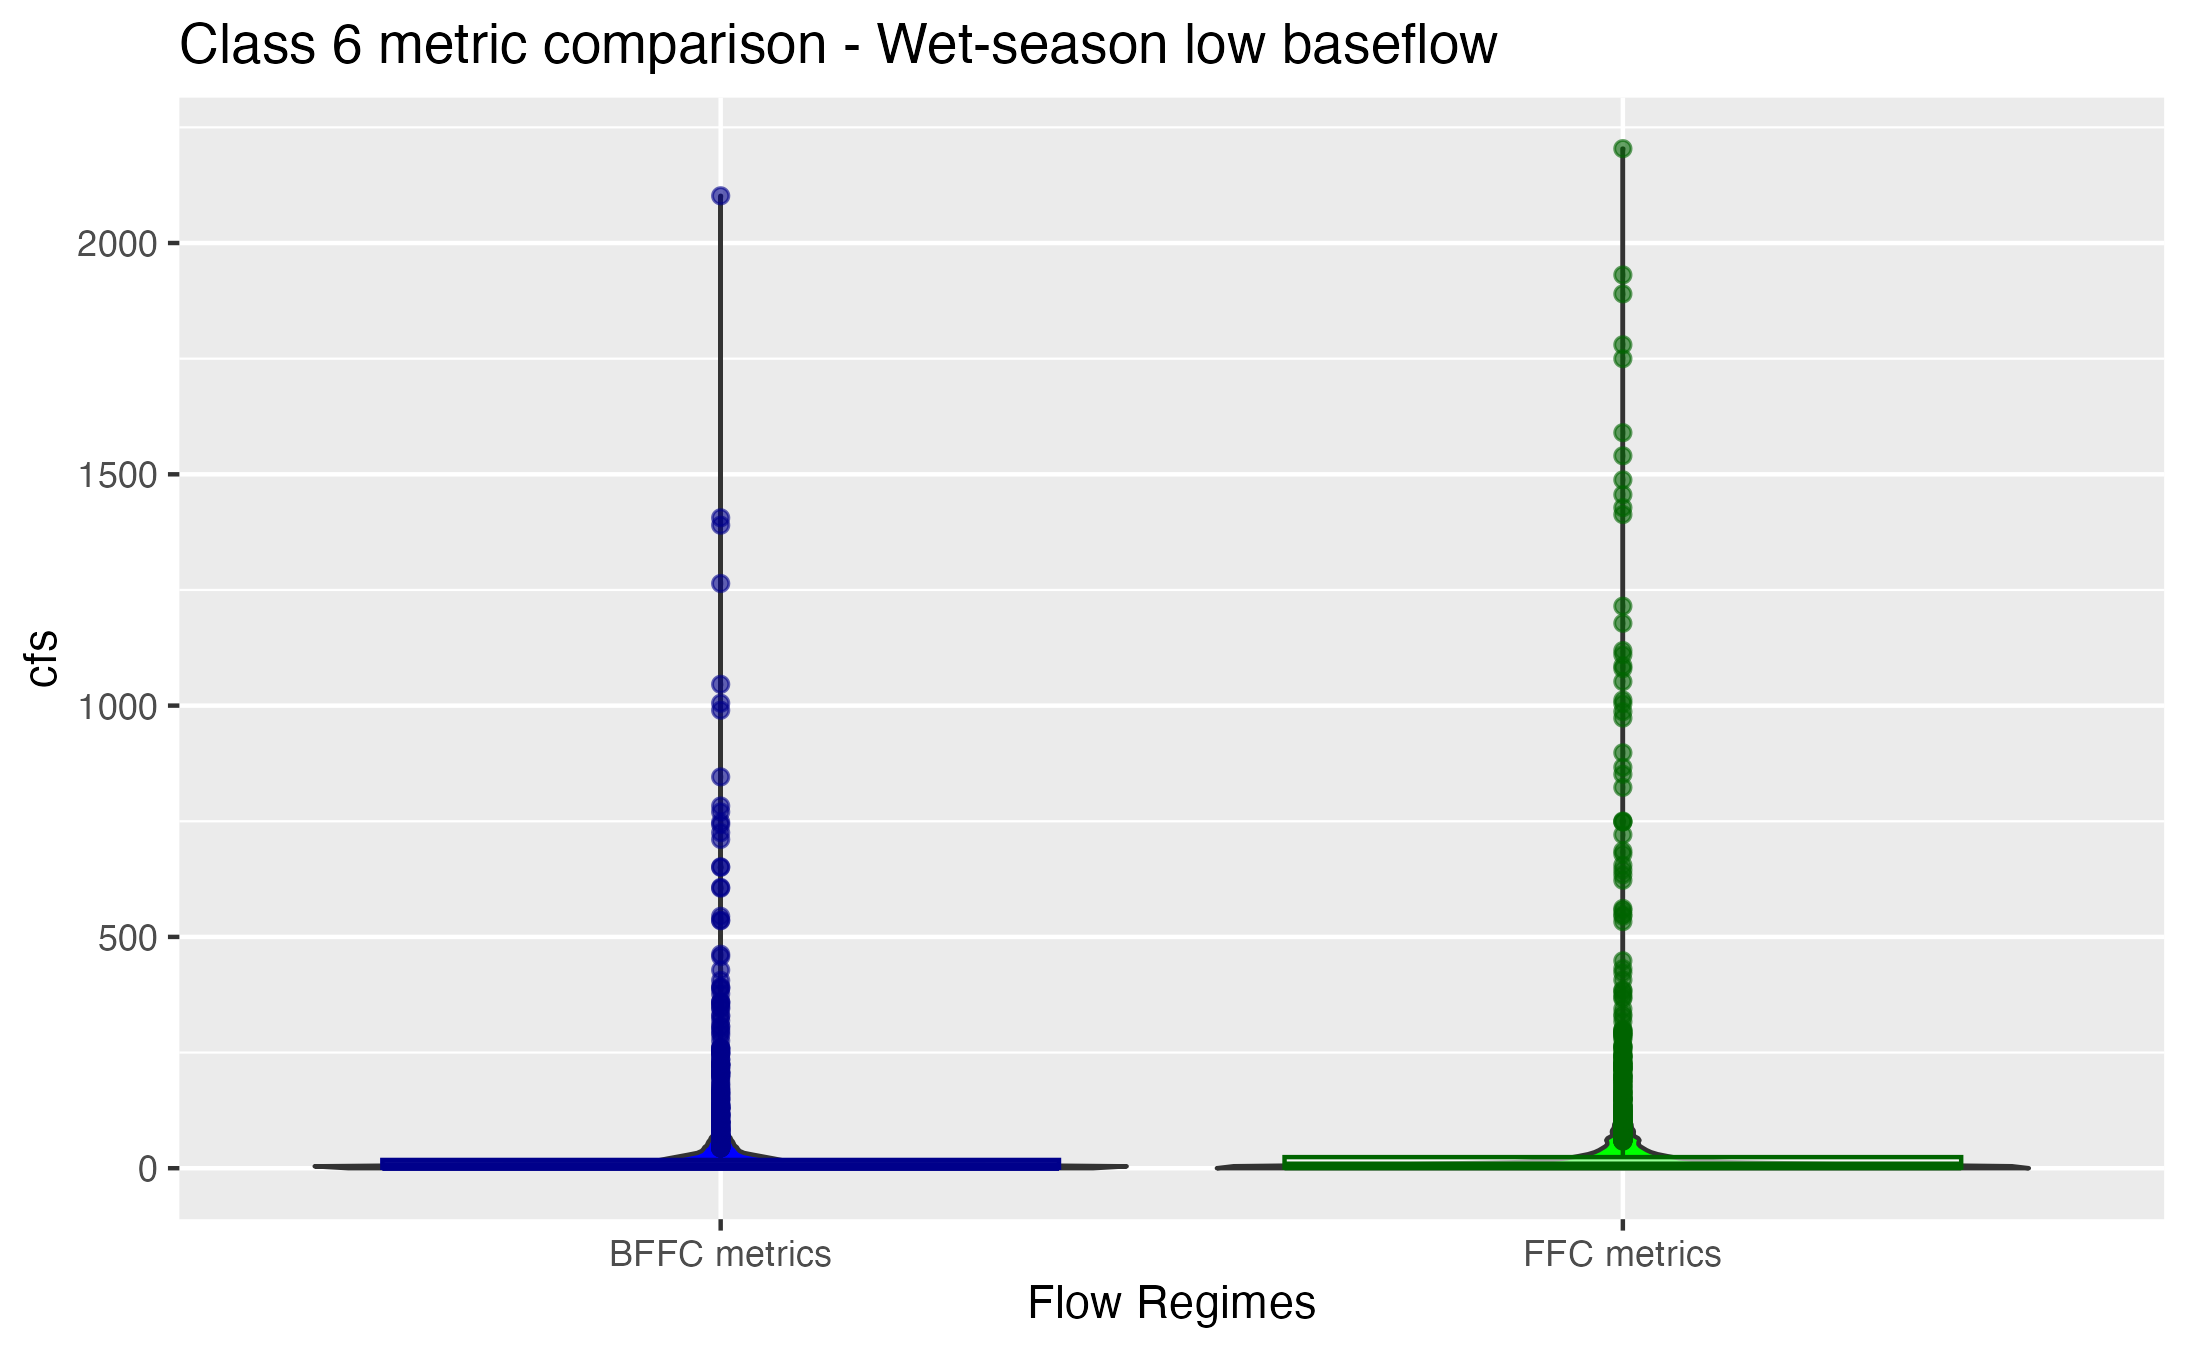 Class 6 metric comparison - Wet-season low baseflow
cfs
2000
1500
1000
500
0
BFFC metrics
FFC metrics
Flow Regimes